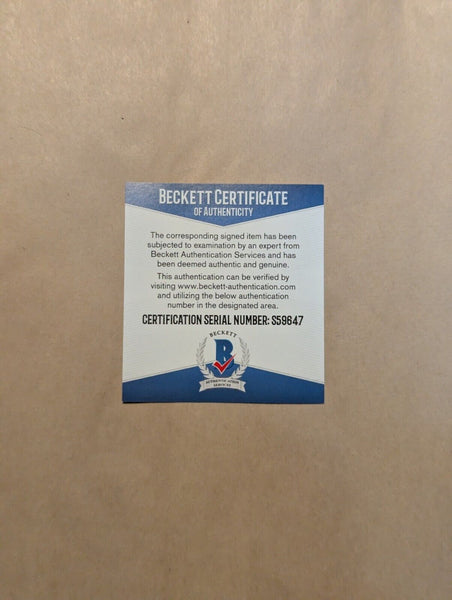 BECKETT CERTIFICATE
OF AUTHENTICITY
The corresponding signed item has been
subjected to examination by an expert from
Beckett Authentication Services and has
been deemed authentic and genuine.
This authentication can be verified by
visiting www.beckett-authentication.com
and utilizing the below authentication
number in the designated area.
CERTIFICATION SERIAL NUMBER: S59647
BECKETT
B
AUTHENTICATION
SERVICES